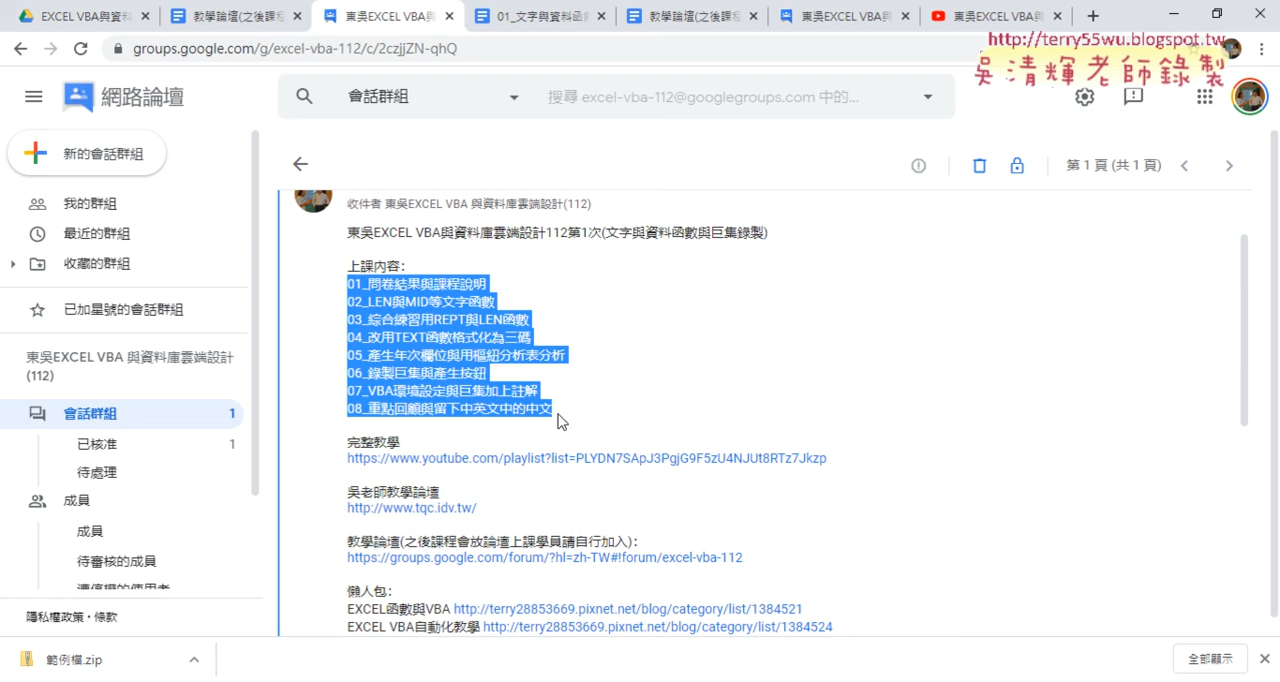 EXCEL VBA與資料
教學論壇(之後課
東吳EXCEL VBA與
01_文字與資料函
教學論壇(之後課程
東吳EXCEL VBA與
東吳EXCEL VBA與
groups.google.com/g/excel-vba-112/c/2czjjZN-qhQ
http://terry55wu.blogspot.tw
吳清輝老師錄製
網路論壇
會話群組
搜尋 excel-vba-112@googlegroups.com 中的...
新的會話群組
第 1 頁 (共 1 頁)
我的群組
最近的群組
收藏的群組
已加星號的會話群組
東吳EXCEL VBA 與資料庫雲端設計
(112)
會話群組 1
已核准 1
待處理
成員
成員
待審核的成員
遭停權的使用者
隱私權政策・條款
收件者 東吳EXCEL VBA 與資料庫雲端設計(112)
東吳EXCEL VBA與資料庫雲端設計112第1次(文字與資料函數與巨集錄製)
上課內容:
01_問卷結果與課程說明
02_LEN與MID等文字函數
03_綜合練習用REPT與LEN函數
04_改用TEXT函數格式化為三碼
05_產生年次欄位與用樞紐分析表分析
06_錄製巨集與產生按鈕
07_VBA環境設定與巨集加上註解
08_重點回顧與留下中英文中的中文
完整教學
https://www.youtube.com/playlist?list=PLYDN7SApJ3PgjG9F5zU4NJUt8RTz7Jkzp
吳老師教學論壇
http://www.tqc.idv.tw/
教學論壇(之後課程會放論壇上課學員請自行加入):
https://groups.google.com/forum/?hl=zh-TW#!forum/excel-vba-112
懶人包:
EXCEL函數與VBA http://terry28853669.pixnet.net/blog/category/list/1384521
EXCEL VBA自動化教學 http://terry28853669.pixnet.net/blog/category/list/1384524
範例檔.zip
全部顯示